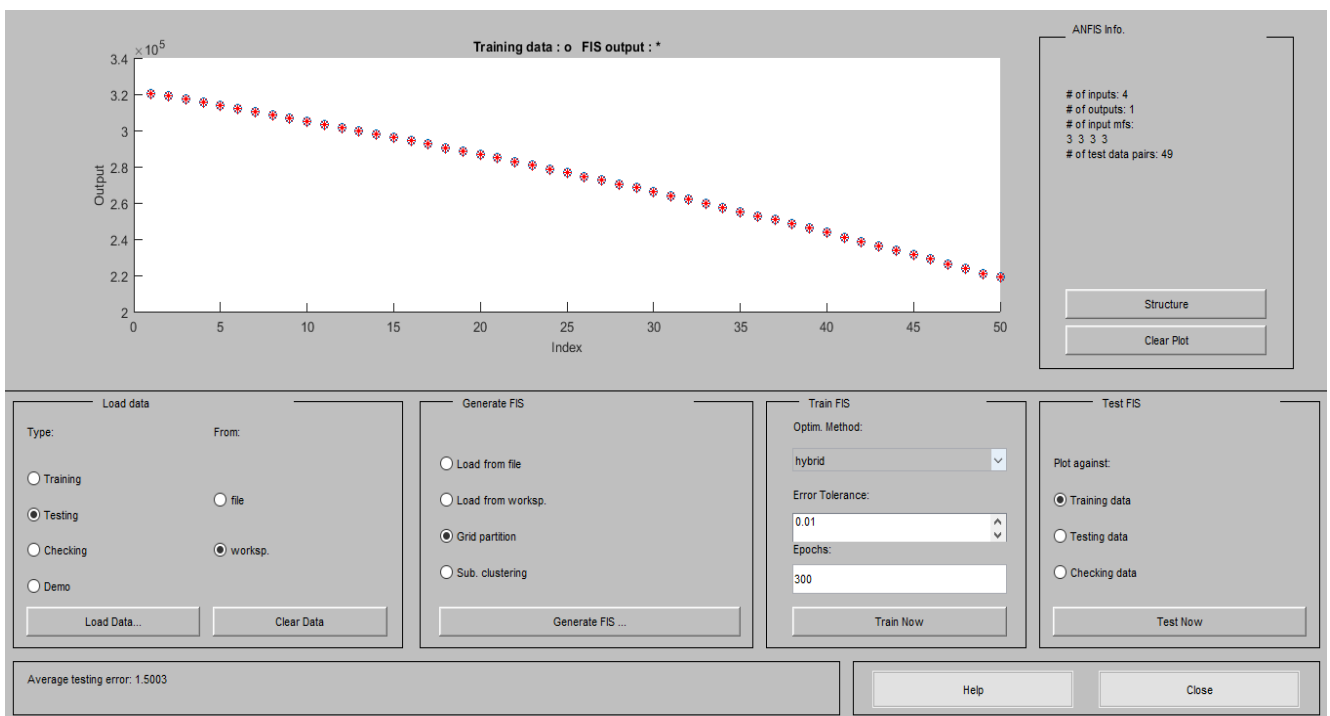 Training data : o   FIS output : *
×10^5
3.4
3.2
3
2.8
2.6
2.4
2.2
2
Output
0 5 10 15 20 25 30 35 40 45 50
Index
ANFIS Info.
# of inputs: 4
# of outputs: 1
# of input mfs:
3 3 3 3
# of test data pairs: 49
Structure
Clear Plot
Load data
Type: From:
Training
file
Testing
Checking
worksp.
Demo
Load Data...
Clear Data
Generate FIS
Load from file
Load from worksp.
Grid partition
Sub. clustering
Generate FIS ...
Train FIS
Optim. Method:
hybrid
Error Tolerance:
0.01
Epochs:
300
Train Now
Test FIS
Plot against:
Training data
Testing data
Checking data
Test Now
Average testing error: 1.5003
Help
Close